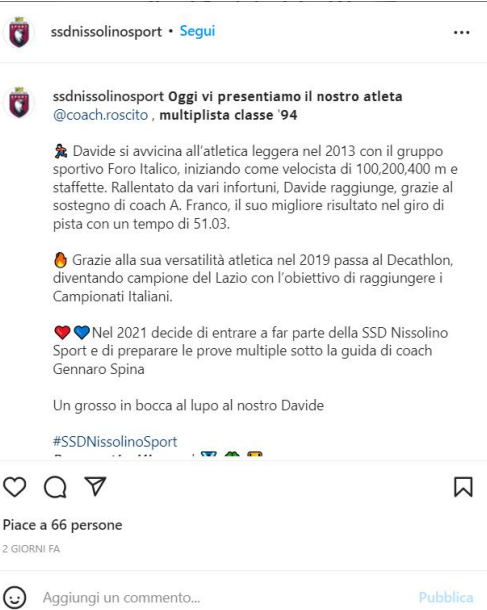 ssdnissolinosport • Segui
ssdnissolinosport Oggi vi presentiamo il nostro atleta
@coach.roscito , multiplista classe '94
Davide si avvicina all'atletica leggera nel 2013 con il gruppo
sportivo Foro Italico, iniziando come velocista di 100,200,400 m e
staffette. Rallentato da vari infortuni, Davide raggiunge, grazie al
sostegno di coach A. Franco, il suo migliore risultato nel giro di
pista con un tempo di 51.03.
🔥 Grazie alla sua versatilità atletica nel 2019 passa al Decathlon,
diventando campione del Lazio con l'obiettivo di raggiungere i
Campionati Italiani.
❤️💙Nel 2021 decide di entrare a far parte della SSD Nissolino
Sport e di preparare le prove multiple sotto la guida di coach
Gennaro Spina
Un grosso in bocca al lupo al nostro Davide
#SSDNissolinoSport
Piace a 66 persone
2 GIORNI FA
Aggiungi un commento... Pubblica